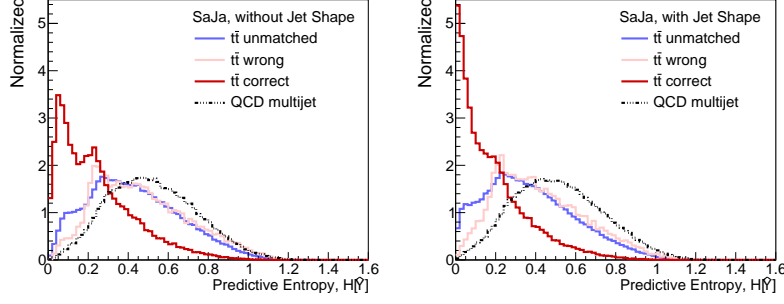 Normalized
5
4
3
2
1
0
0
0.2
0.4
0.6
0.8
1
1.2
1.4
1.6
Predictive Entropy, H[Ŷ]
SaJa, without Jet Shape
tt̄ unmatched
tt̄ wrong
tt̄ correct
QCD multijet
Normalized
5
4
3
2
1
0
0
0.2
0.4
0.6
0.8
1
1.2
1.4
1.6
Predictive Entropy, H[Ŷ]
SaJa, with Jet Shape
tt̄ unmatched
tt̄ wrong
tt̄ correct
QCD multijet